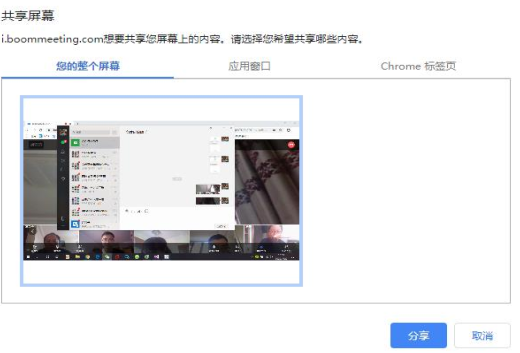 共享屏幕
i.boommeeting.com想要共享您屏幕上的内容。请选择您希望共享哪些内容。
您的整个屏幕 应用窗口 Chrome 标签页
分享 取消